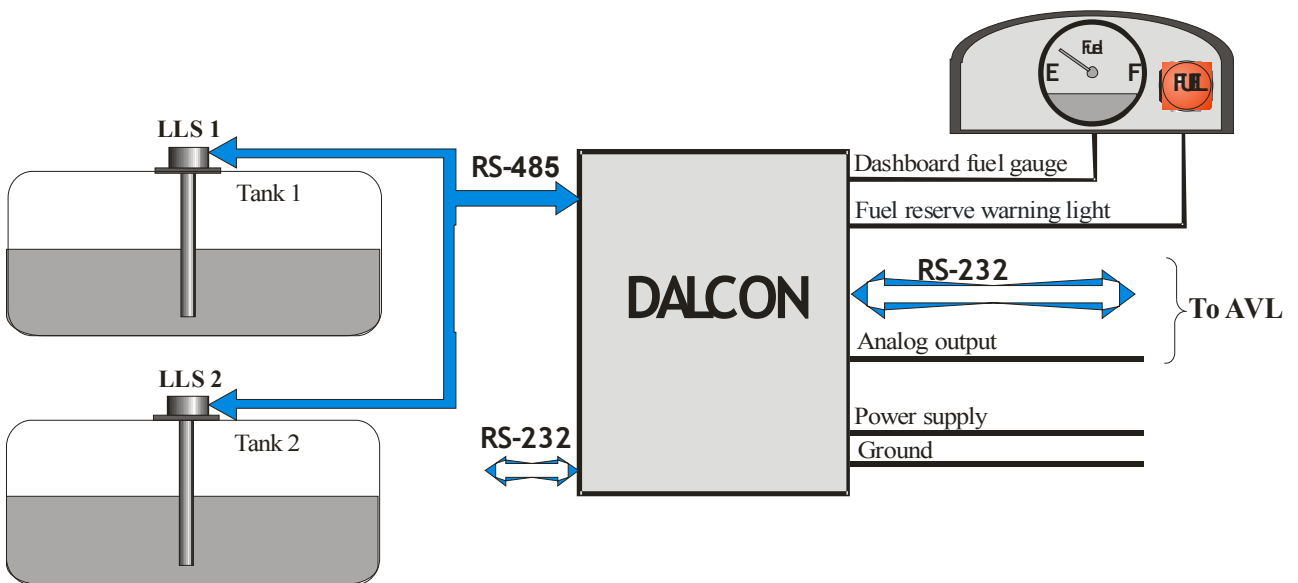 Fuel
E
F
FUEL
LLS 1
Tank 1
RS-485
Dashboard fuel gauge
Fuel reserve warning light
DALCON
RS-232
To AVL
Analog output
LLS 2
Tank 2
RS-232
Power supply
Ground